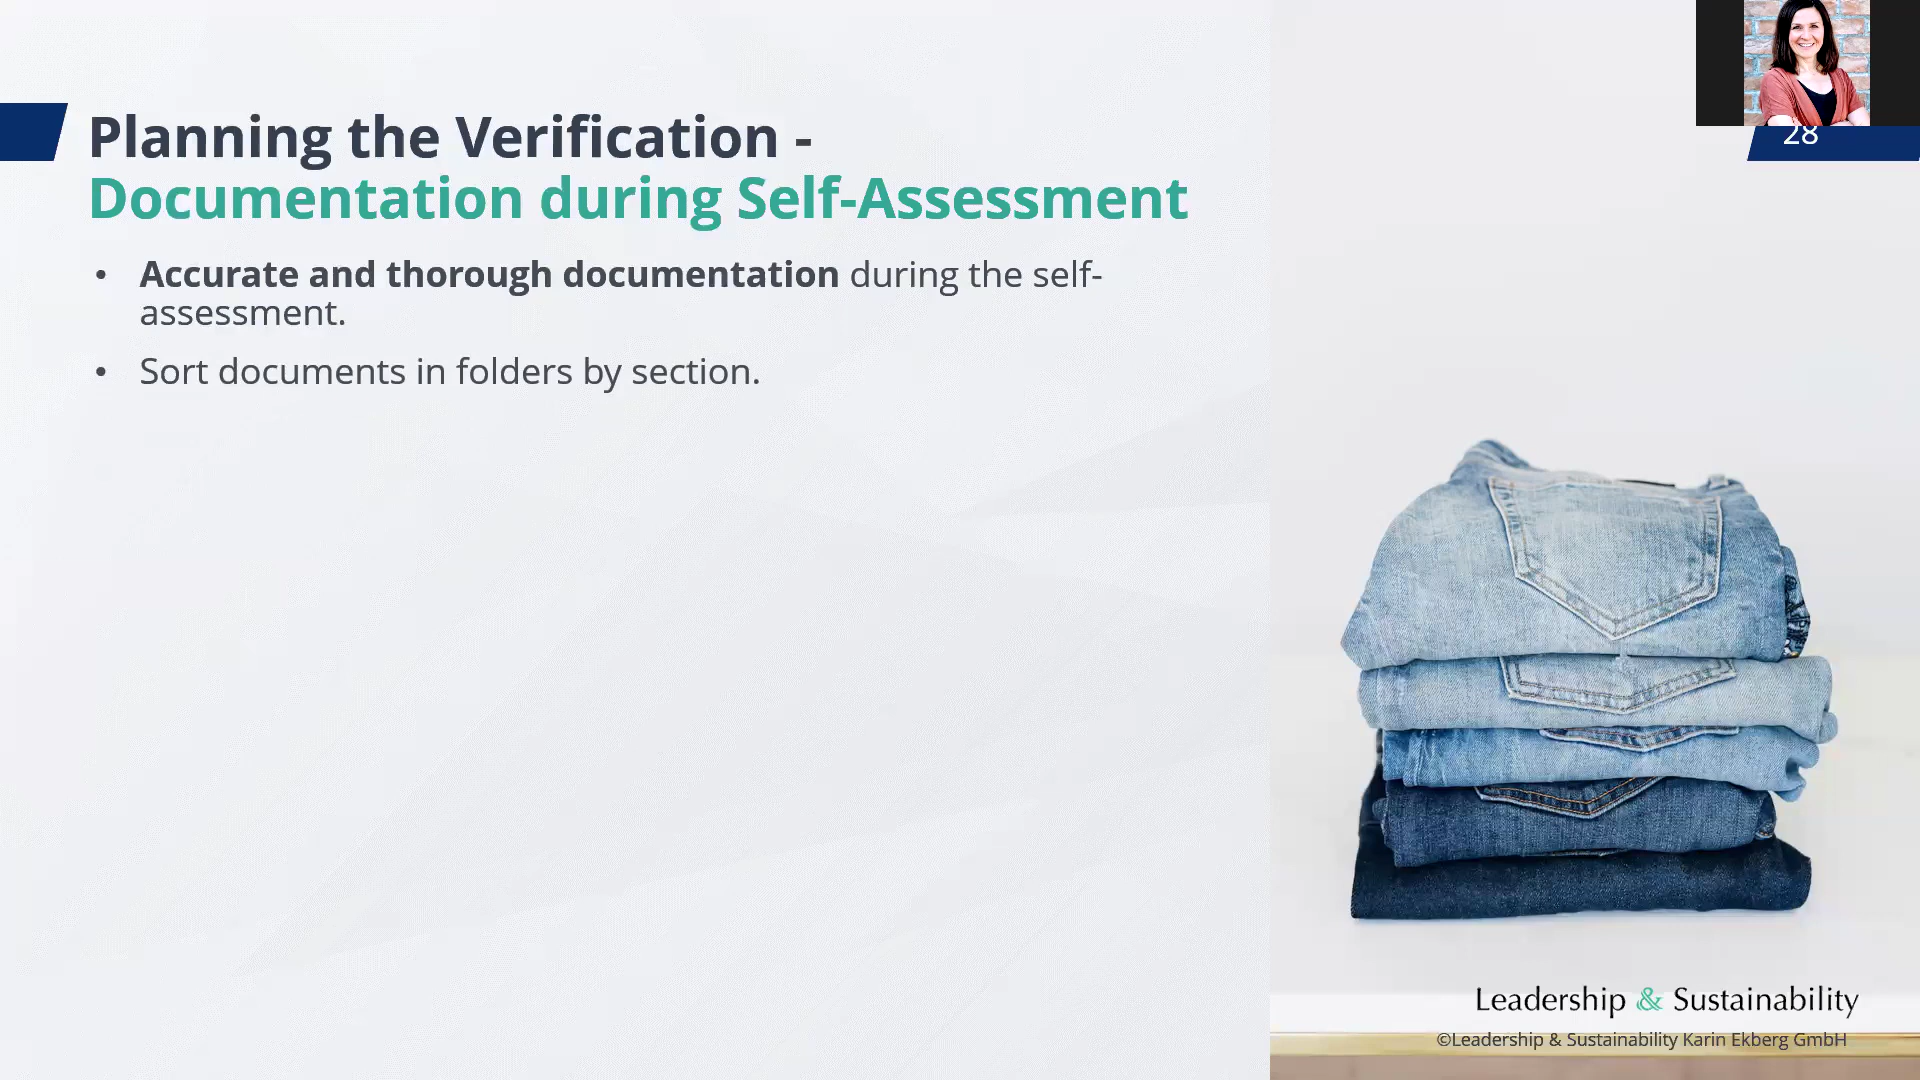 28
Planning the Verification -
Documentation during Self-Assessment
• Accurate and thorough documentation during the self-
assessment.
• Sort documents in folders by section.
Leadership & Sustainability
©Leadership & Sustainability Karin Ekberg GmbH